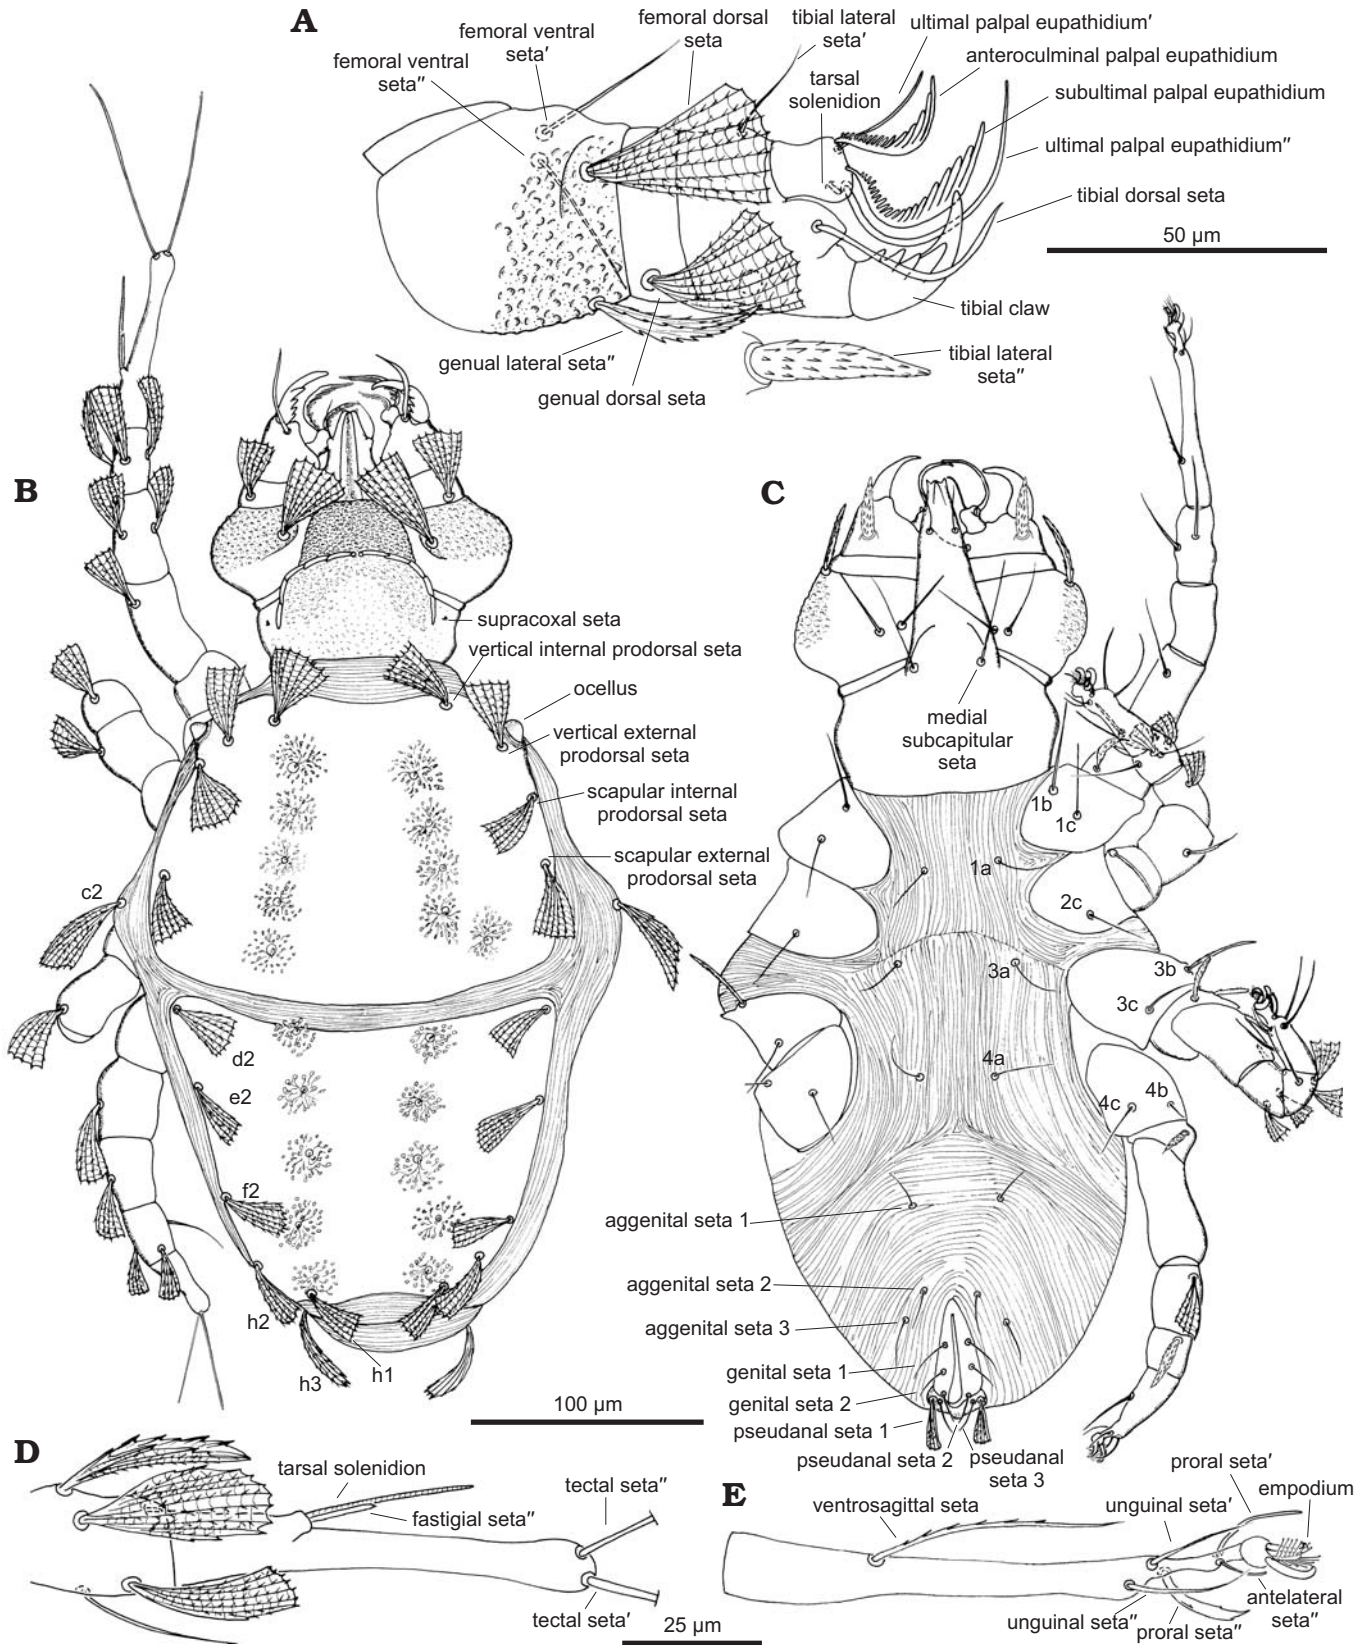 A
femoral ventral
seta″
femoral ventral
seta′
femoral dorsal
seta
tibial lateral
seta′
tarsal
solenidion
ultimal palpal eupathidium′
anteroculminal palpal eupathidium
subultimal palpal eupathidium
ultimal palpal eupathidium″
tibial dorsal seta
50 µm
tibial claw
tibial lateral
seta″
genual lateral seta″
genual dorsal seta
B
supracoxal seta
vertical internal prodorsal seta
ocellus
vertical external
prodorsal seta
scapular internal
prodorsal seta
scapular external
prodorsal seta
c2
d2
e2
f2
h2
h1
h3
100 µm
C
medial
subcapitular
seta
1b
1c
1a
2c
3a
3b
3c
4a
4b
4c
aggenital seta 1
aggenital seta 2
aggenital seta 3
genital seta 1
genital seta 2
pseudanal seta 1
pseudanal seta 2
pseudanal
seta 3
D
tarsal solenidion
fastigial seta″
tectal seta″
tectal seta′
25 µm
E
ventrosagittal seta
unguinal seta′
proral seta′
empodium
unguinal seta″
proral seta″
antelateral
seta″